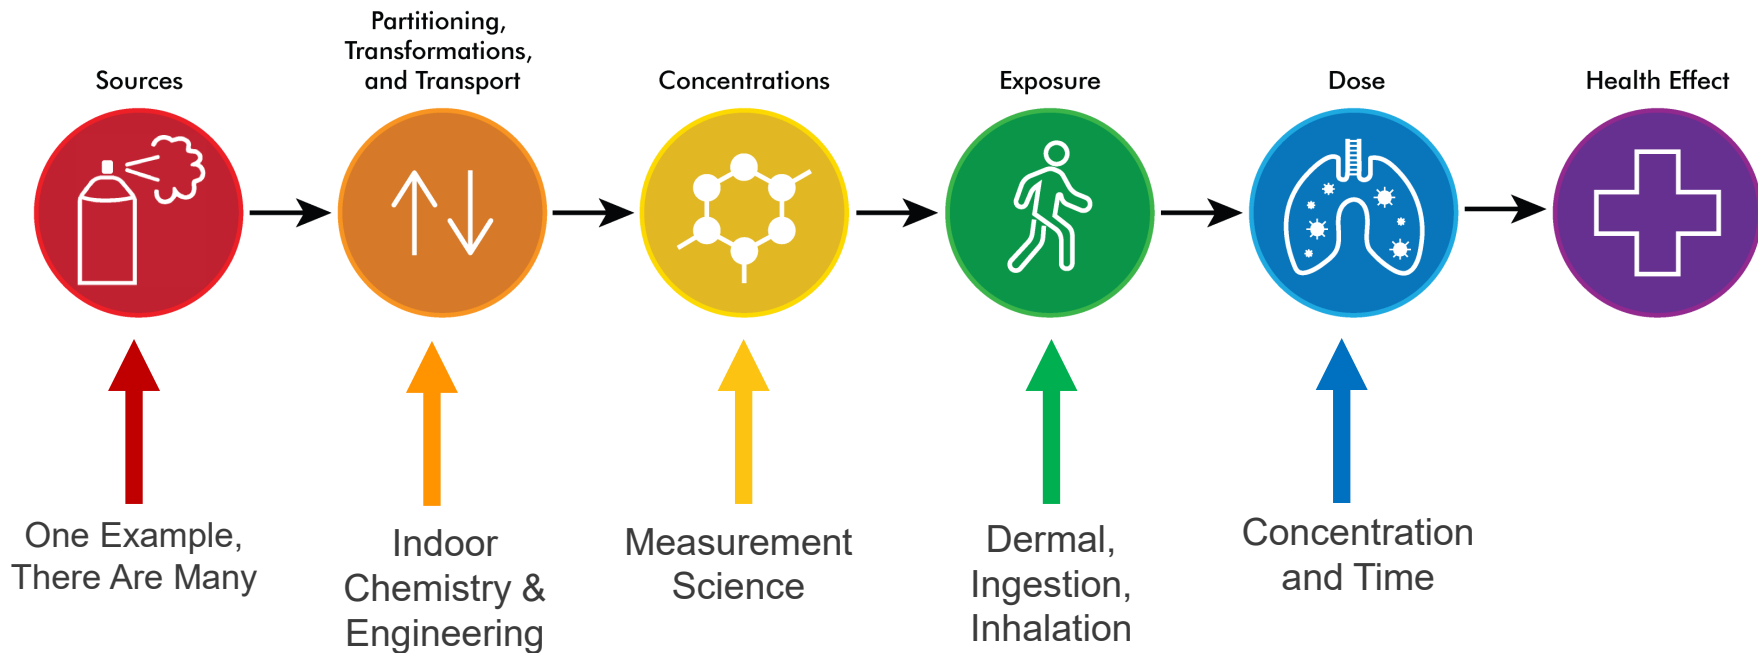 Sources
Partitioning,
Transformations,
and Transport
Concentrations
Exposure
Dose
Health Effect
One Example,
There Are Many
Indoor
Chemistry &
Engineering
Measurement
Science
Dermal,
Ingestion,
Inhalation
Concentration
and Time